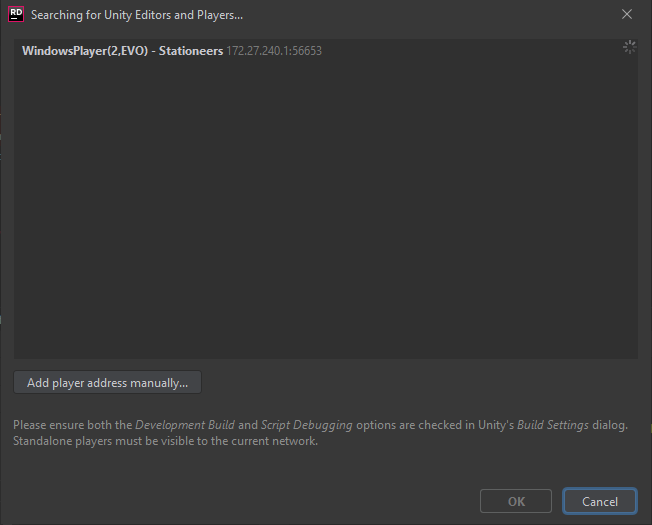 RD
Searching for Unity Editors and Players...
WindowsPlayer(2,EVO) - Stationeers 172.27.240.1:56653
Add player address manually...
Please ensure both the Development Build and Script Debugging options are checked in Unity's Build Settings dialog.
Standalone players must be visible to the current network.
OK
Cancel